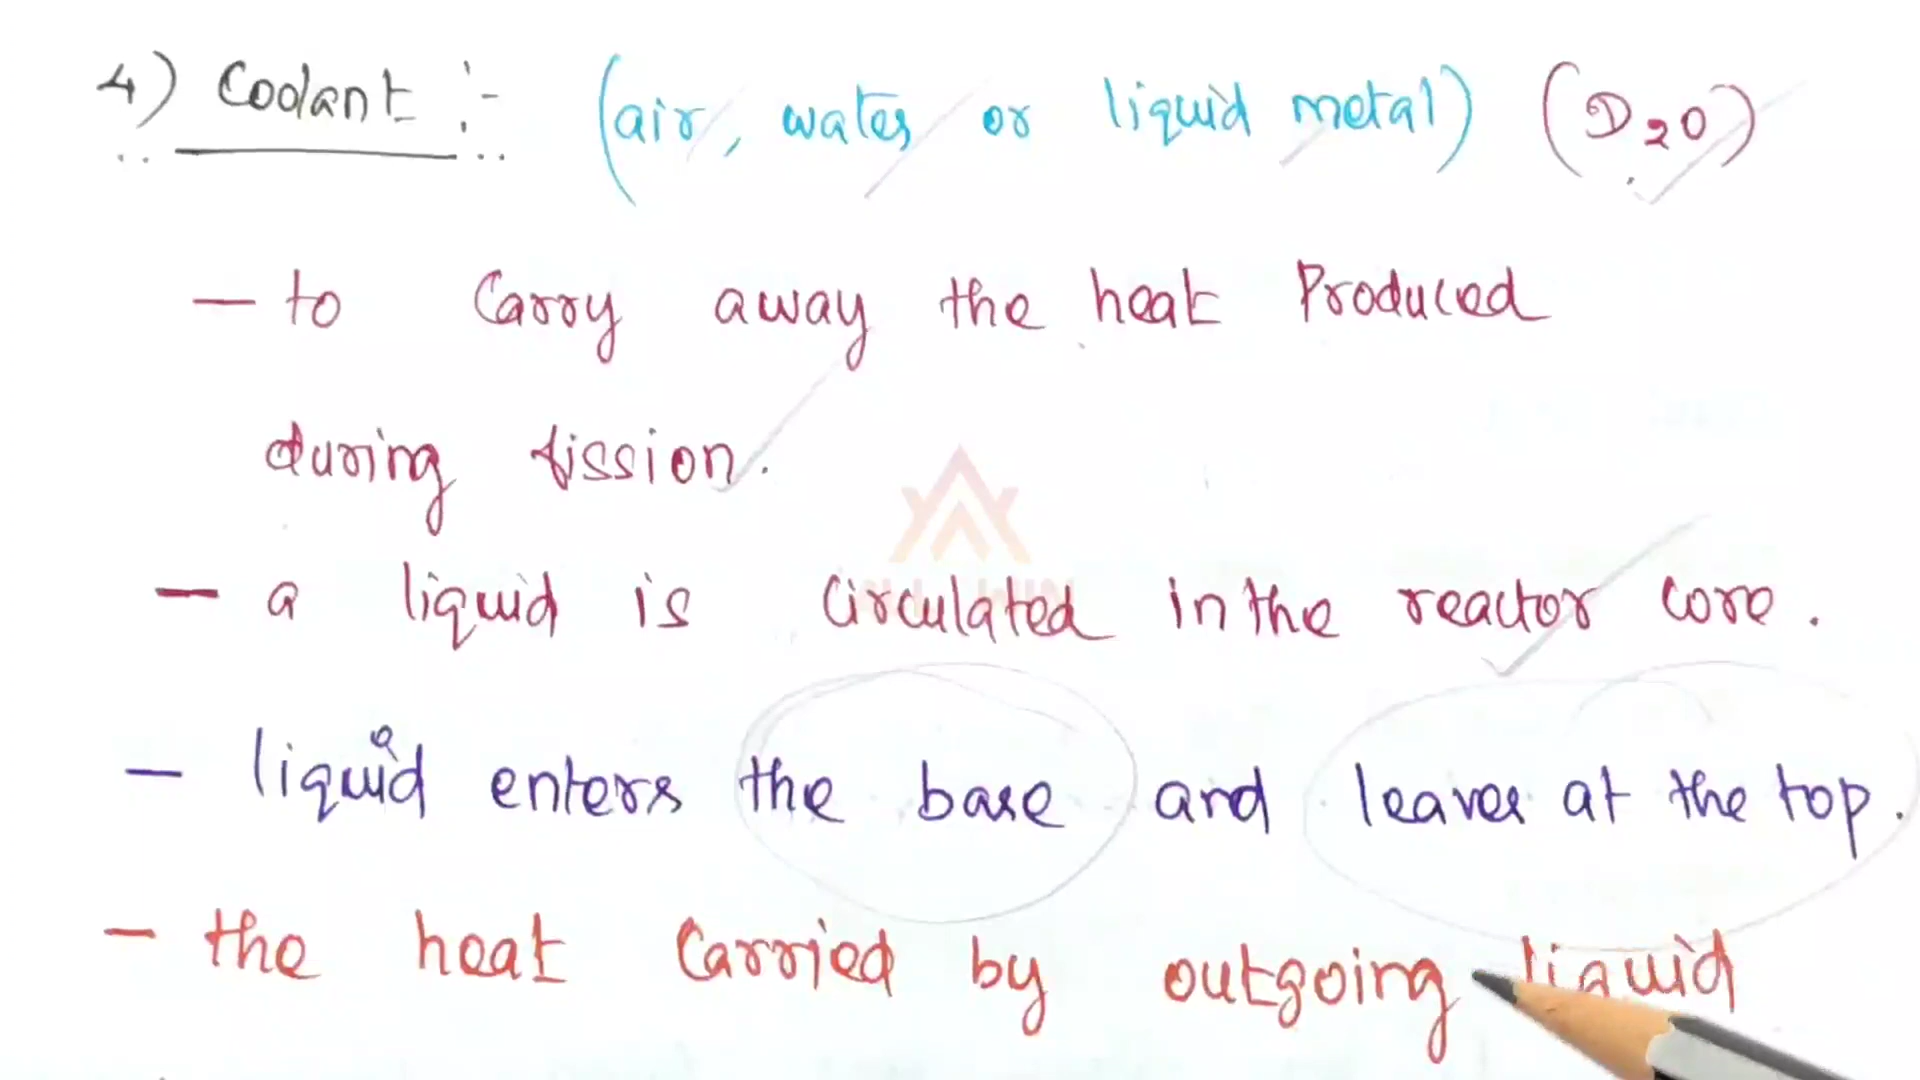 4) Coolant :- (air, water or liquid metal) (D₂O)
- to carry away the heat Produced
during fission.
- a liquid is Circulated in the reactor core.
- liquid enters the base and leaves at the top.
- the heat Carried by outgoing liquid